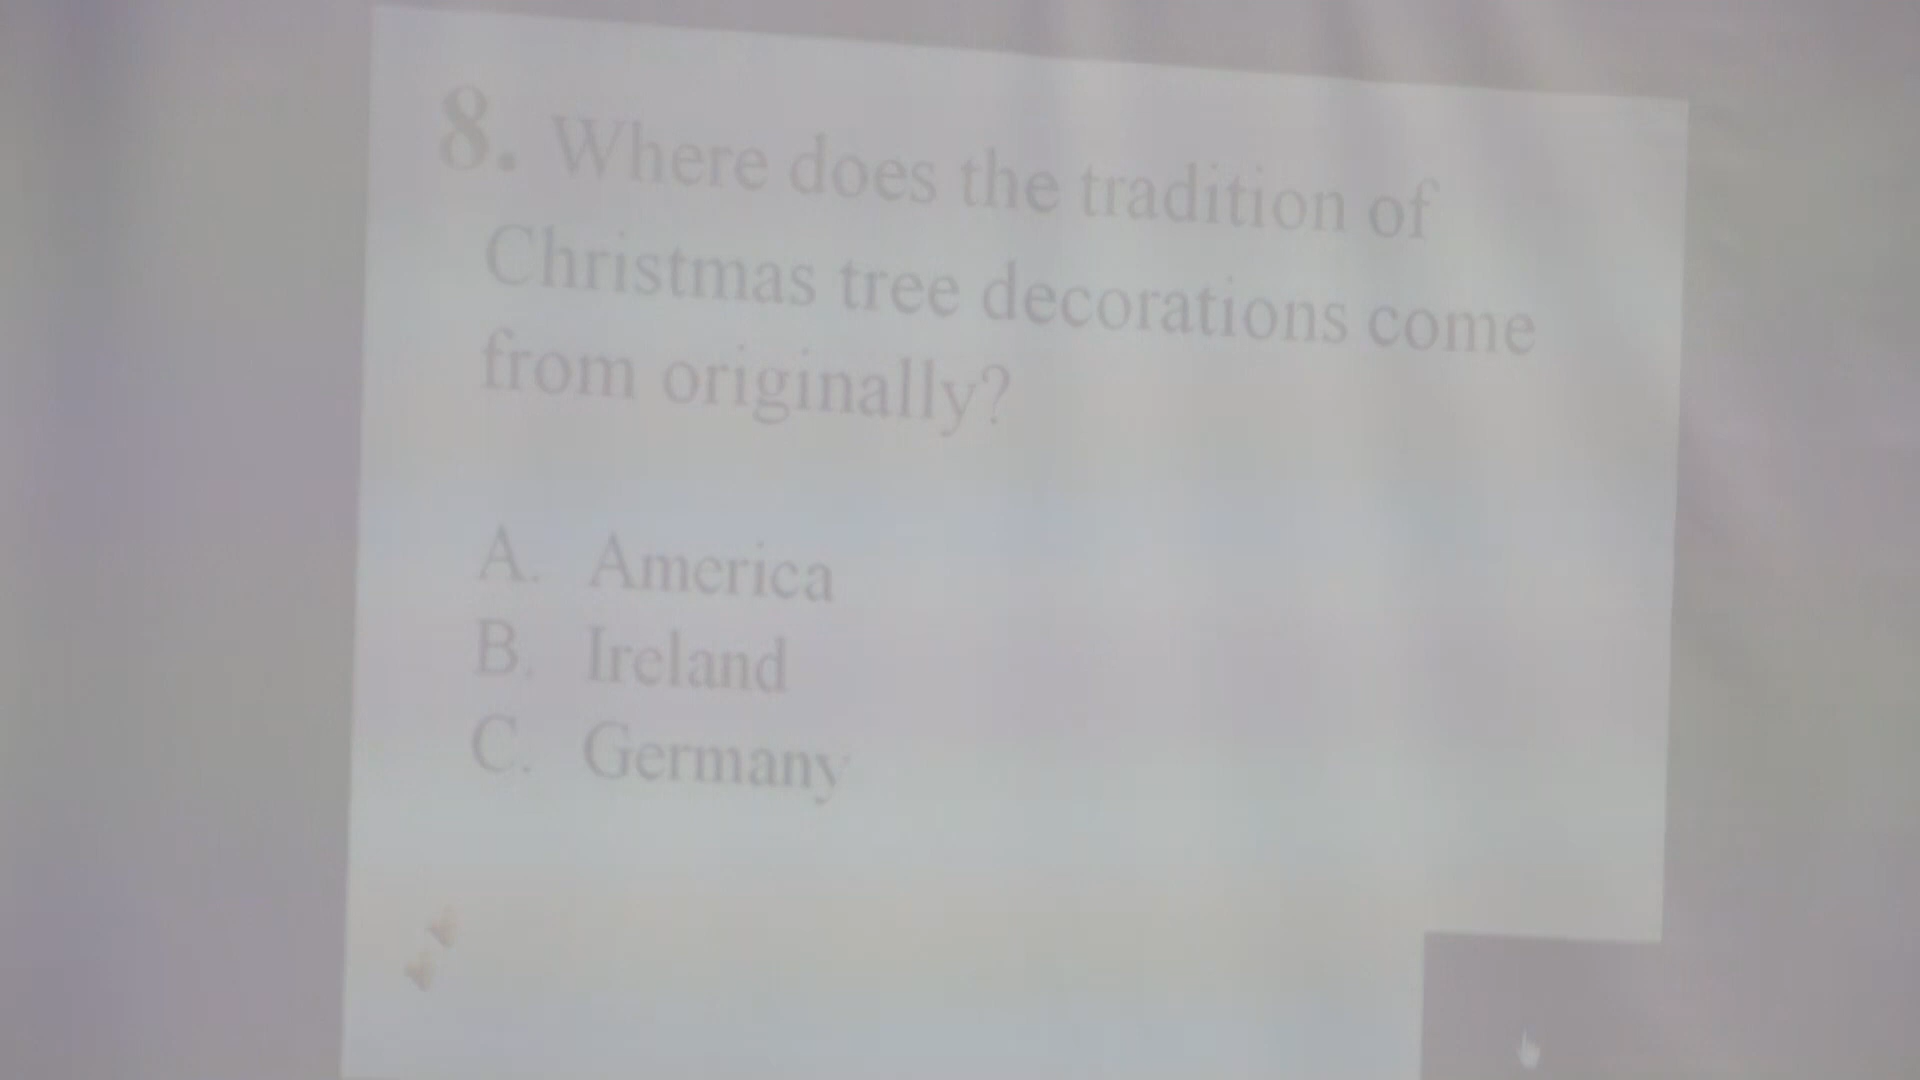 8. Where does the tradition of
Christmas tree decorations come
from originally?
A. America
B. Ireland
C. Germany